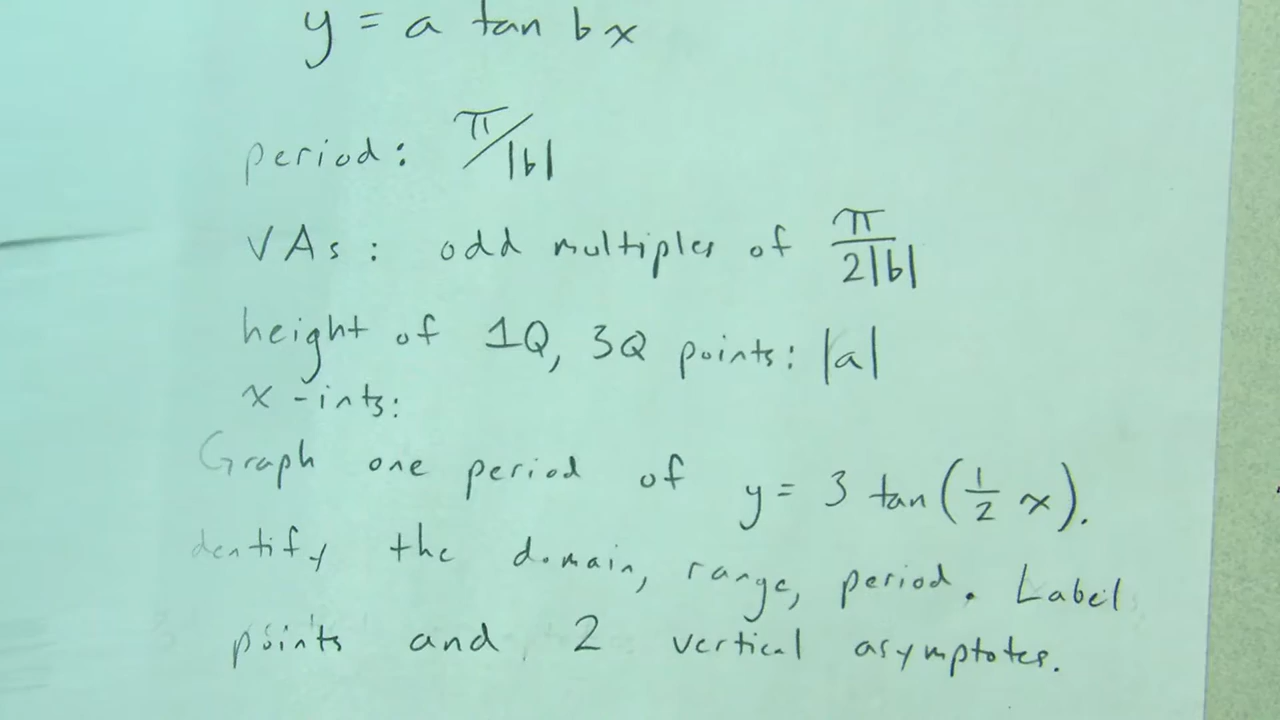 y = a tan bx
period: π/|b|
VAs: odd multiples of π/2|b|
height of 1Q, 3Q points: |a|
x-ints:
Graph one period of y = 3 tan(1/2 x).
dentify the domain, range, period. Label
points and 2 vertical asymptotes.